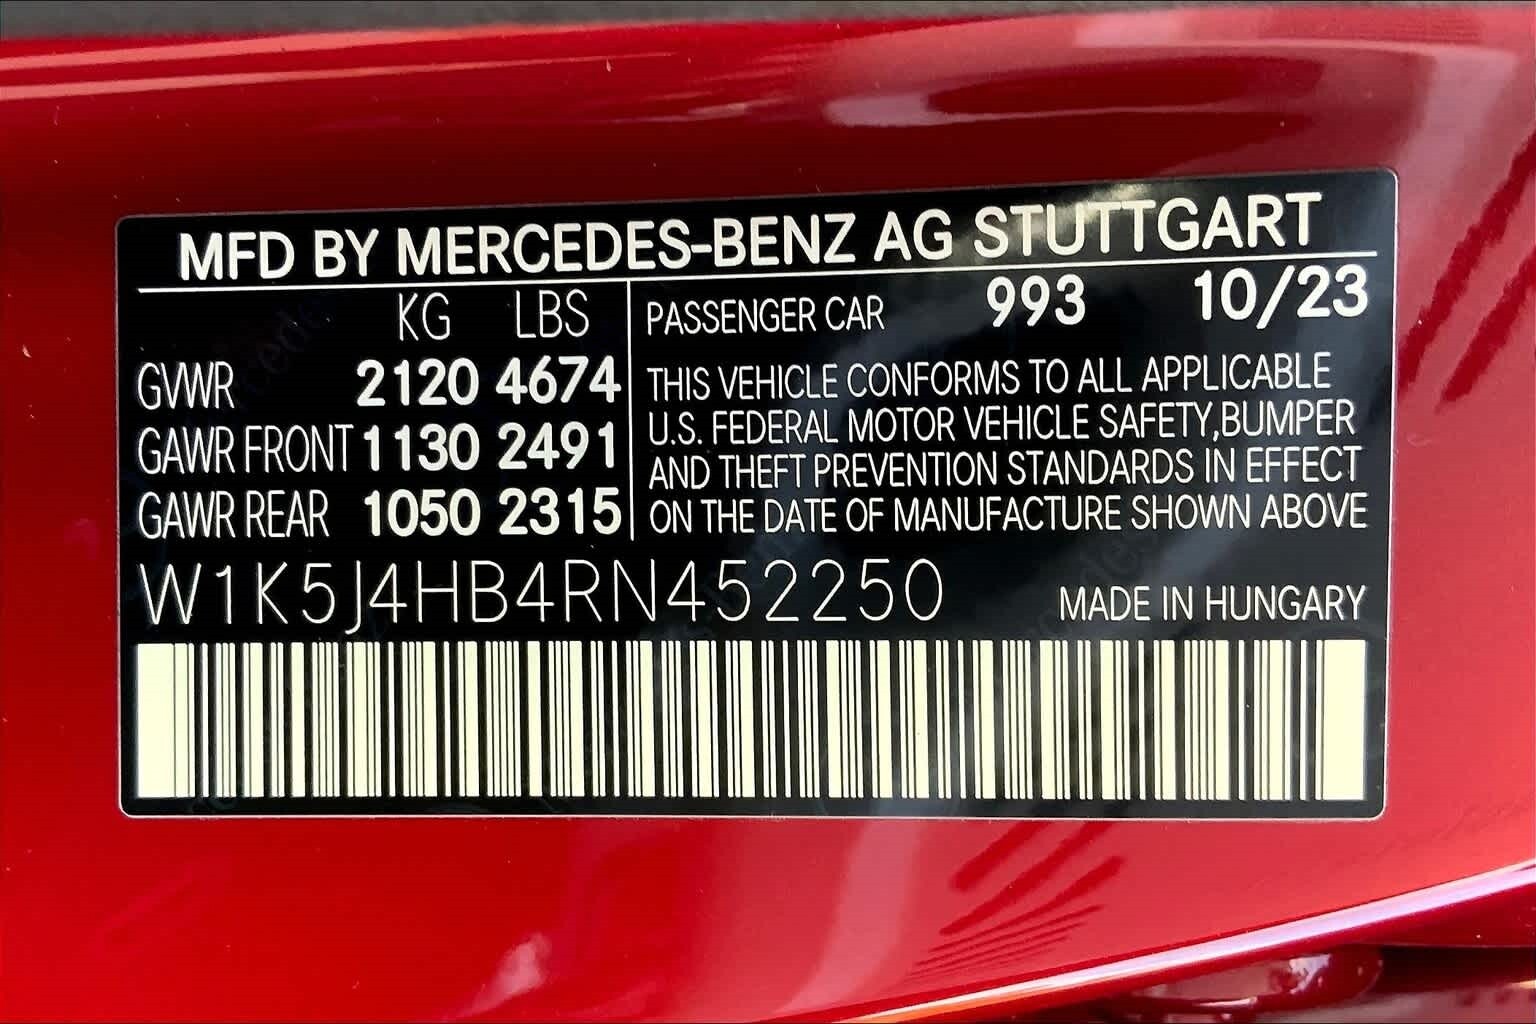 MFD BY MERCEDES-BENZ AG STUTTGART
KG LBS
GVWR 2120 4674
GAWR FRONT 1130 2491
GAWR REAR 1050 2315
PASSENGER CAR 993 10/23
THIS VEHICLE CONFORMS TO ALL APPLICABLE
U.S. FEDERAL MOTOR VEHICLE SAFETY,BUMPER
AND THEFT PREVENTION STANDARDS IN EFFECT
ON THE DATE OF MANUFACTURE SHOWN ABOVE
W1K5J4HB4RN452250
MADE IN HUNGARY